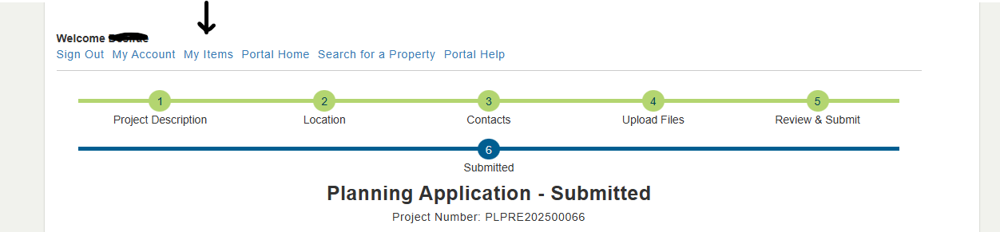 Welcome
Sign Out My Account My Items Portal Home Search for a Property Portal Help
1 2 3 4 5
Project Description Location Contacts Upload Files Review & Submit
6
Submitted
Planning Application - Submitted
Project Number: PLPRE202500066